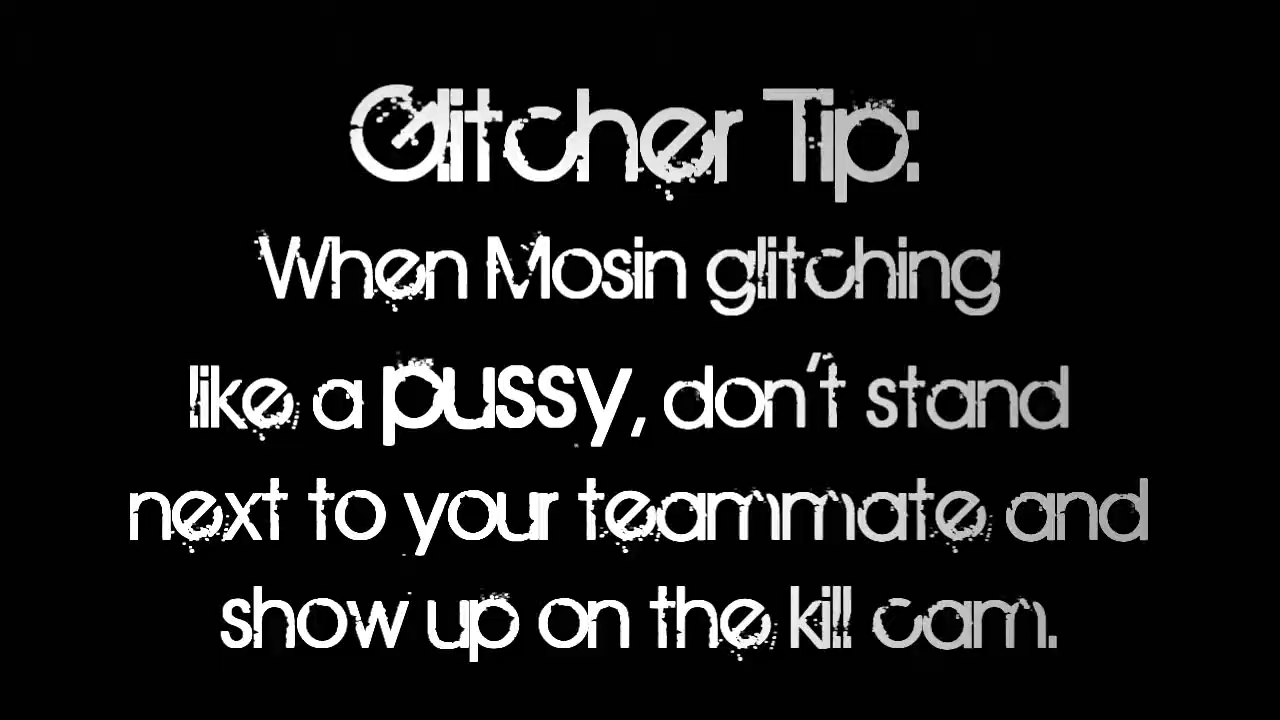 Glitcher Tip:
When Mosin glitching
like a pussy, don't stand
next to your teammate and
show up on the kill cam.